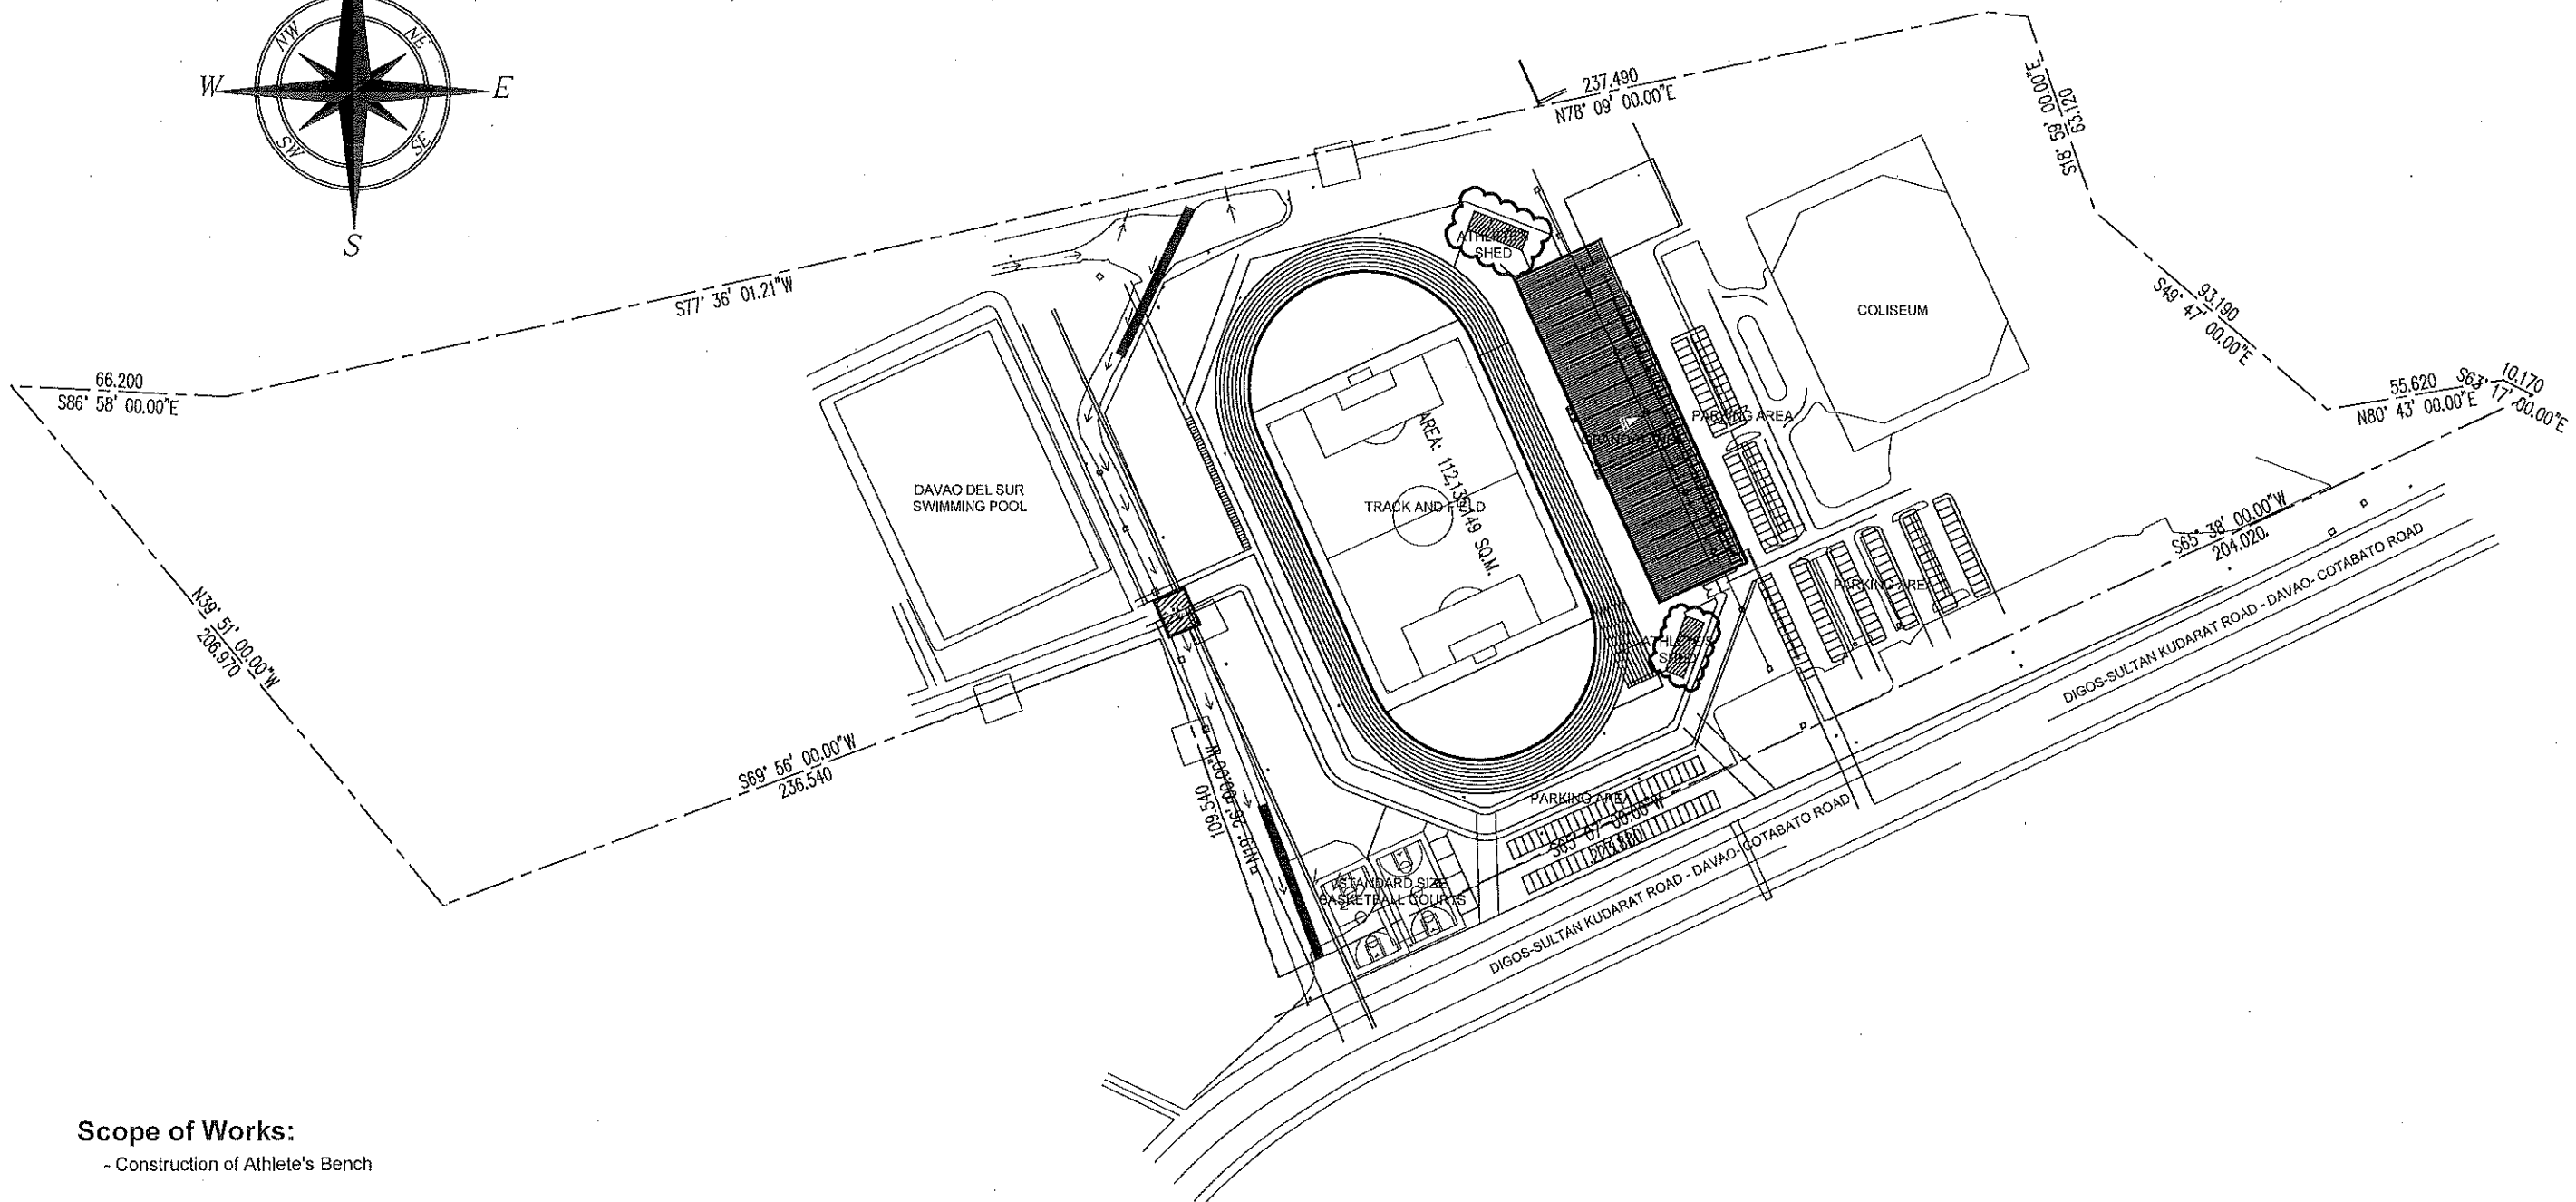 NW
NE
W
E
SW
SE
S
237.490
N78° 09' 00.00"E
S18° 59' 00.00"E
63.120
S77° 36' 01.21"W
66.200
S86° 58' 00.00"E
93.190
S49° 47' 00.00"E
55.620
N80° 43' 00.00"E
10.170
S63° 17' 00.00"E
SHED
COLISEUM
PARKING AREA
DAVAO DEL SUR
SWIMMING POOL
TRACK AND FIELD
SQ.M.
AREA:
S65° 38' 00.00"W
204.020
DIGOS-SULTAN KUDARAT ROAD - DAVAO- COTABATO ROAD
PARKING AREA
N39° 51' 00.00"W
206.970
ATHLETE'S
SHED
S69° 56' 00.00"W
236.540
109.540
PARKING AREA
STANDARD SIZE
BASKETBALL COURTS
DIGOS-SULTAN KUDARAT ROAD - DAVAO- COTABATO ROAD
Scope of Works:
- Construction of Athlete's Bench